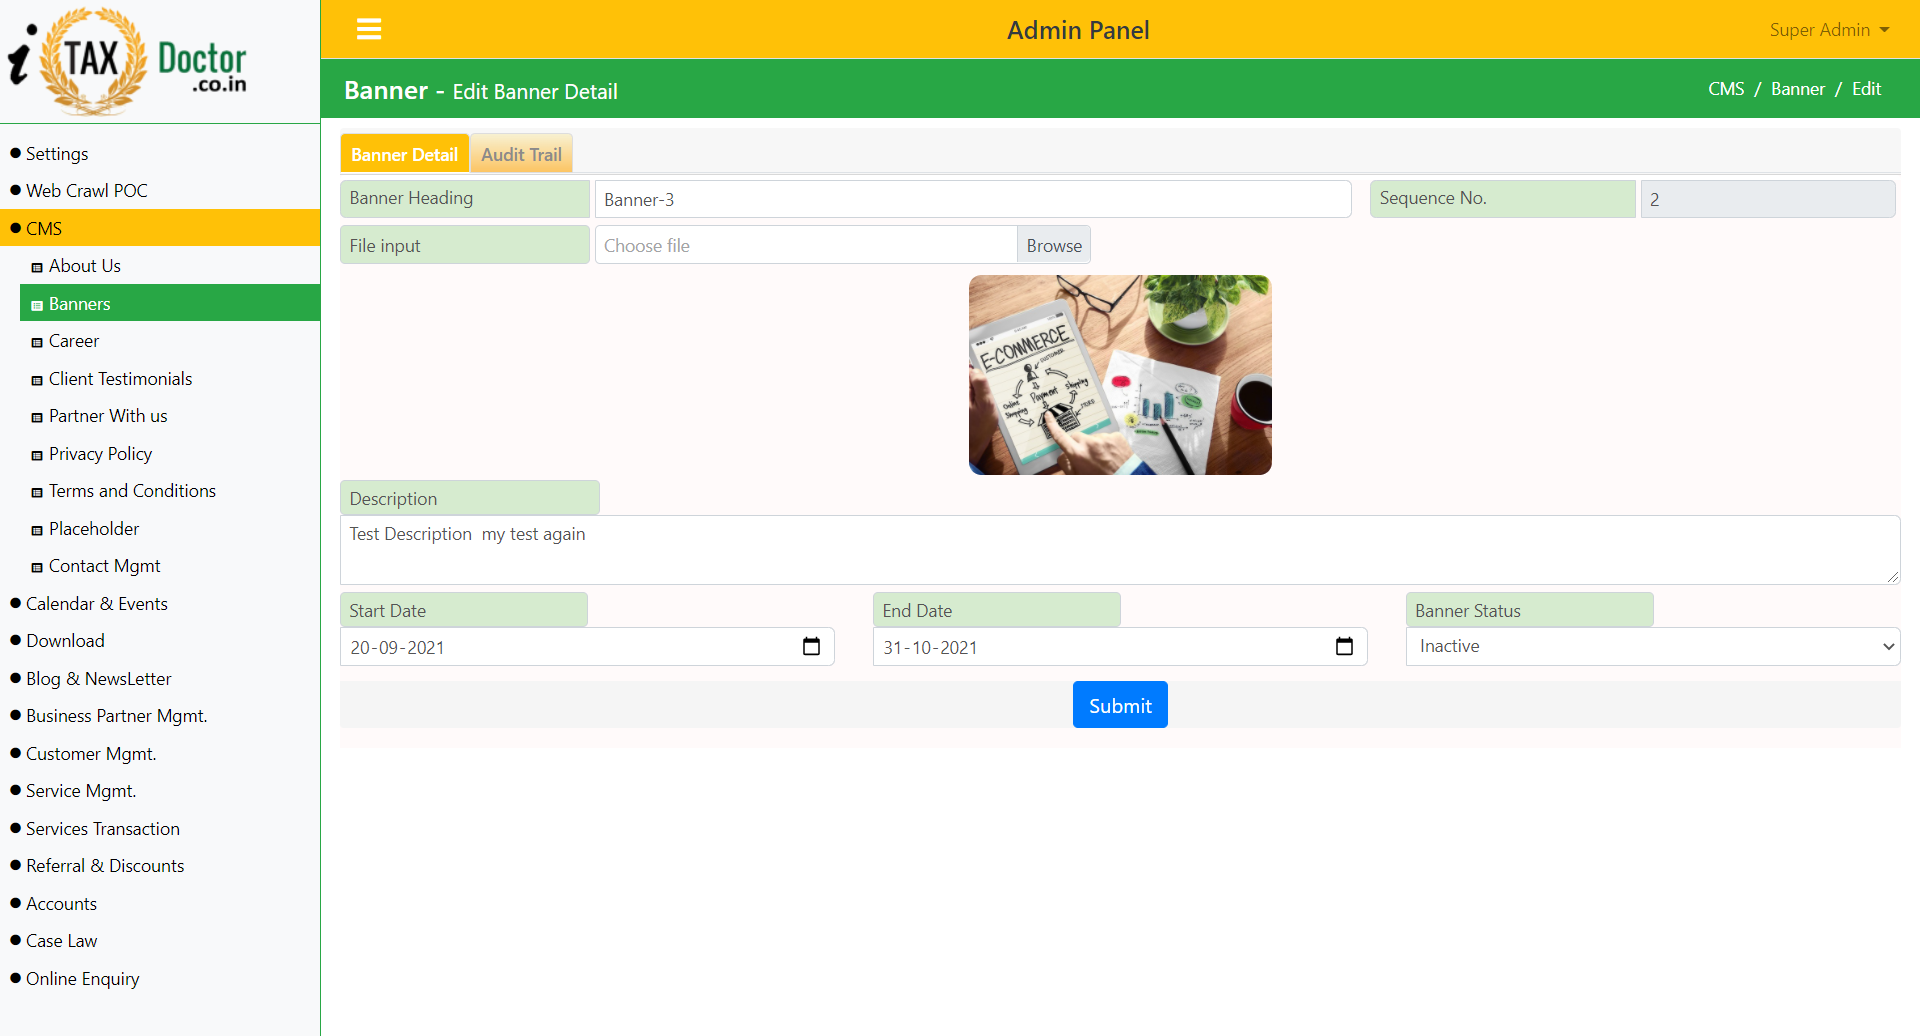 i TAX Doctor
.co.in
Admin Panel
Super Admin
Banner - Edit Banner Detail
CMS / Banner / Edit
Settings
Web Crawl POC
CMS
About Us
Banners
Career
Client Testimonials
Partner With us
Privacy Policy
Terms and Conditions
Placeholder
Contact Mgmt
Calendar & Events
Download
Blog & NewsLetter
Business Partner Mgmt.
Customer Mgmt.
Service Mgmt.
Services Transaction
Referral & Discounts
Accounts
Case Law
Online Enquiry
Banner Detail
Audit Trail
Banner Heading
Banner-3
Sequence No.
2
File input
Choose file
Browse
E-COMMERCE
CUSTOMER
Online
Shopping
Payment
Shipping
STORE
Description
Test Description  my test again
Start Date
20-09-2021
End Date
31-10-2021
Banner Status
Inactive
Submit